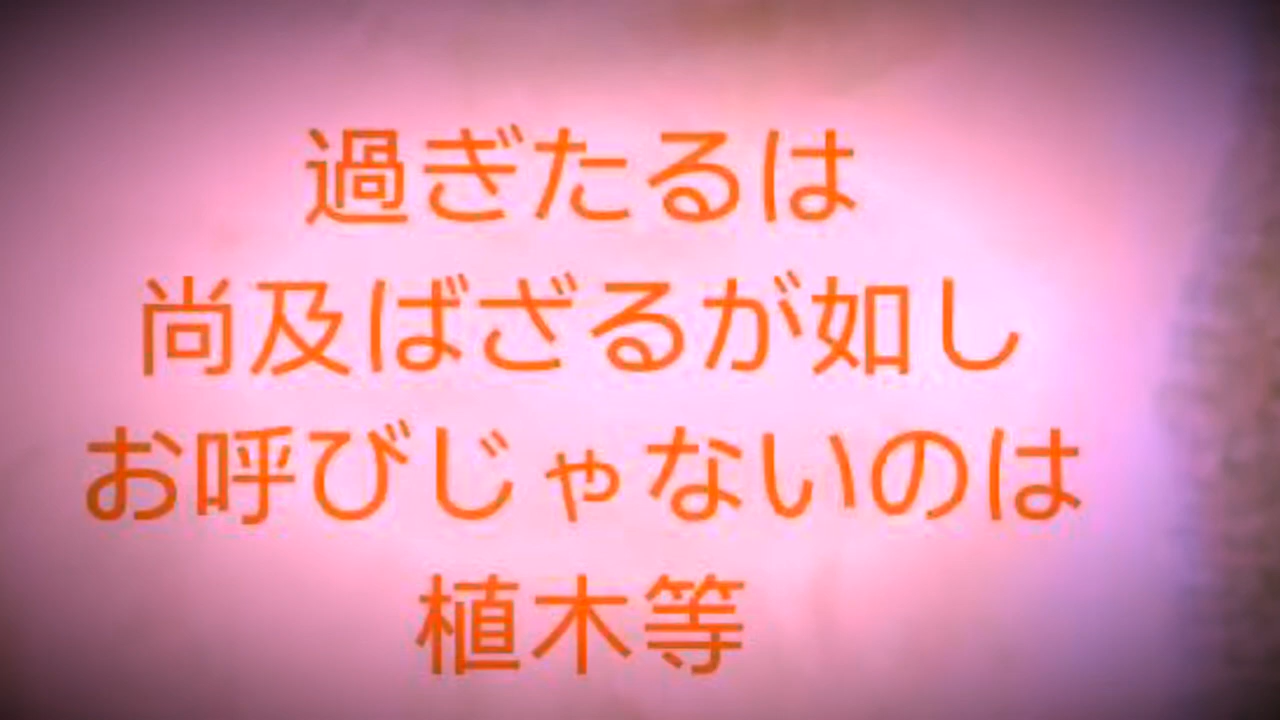 過ぎたるは
尚及ばざるが如し
お呼びじゃないのは
植木等